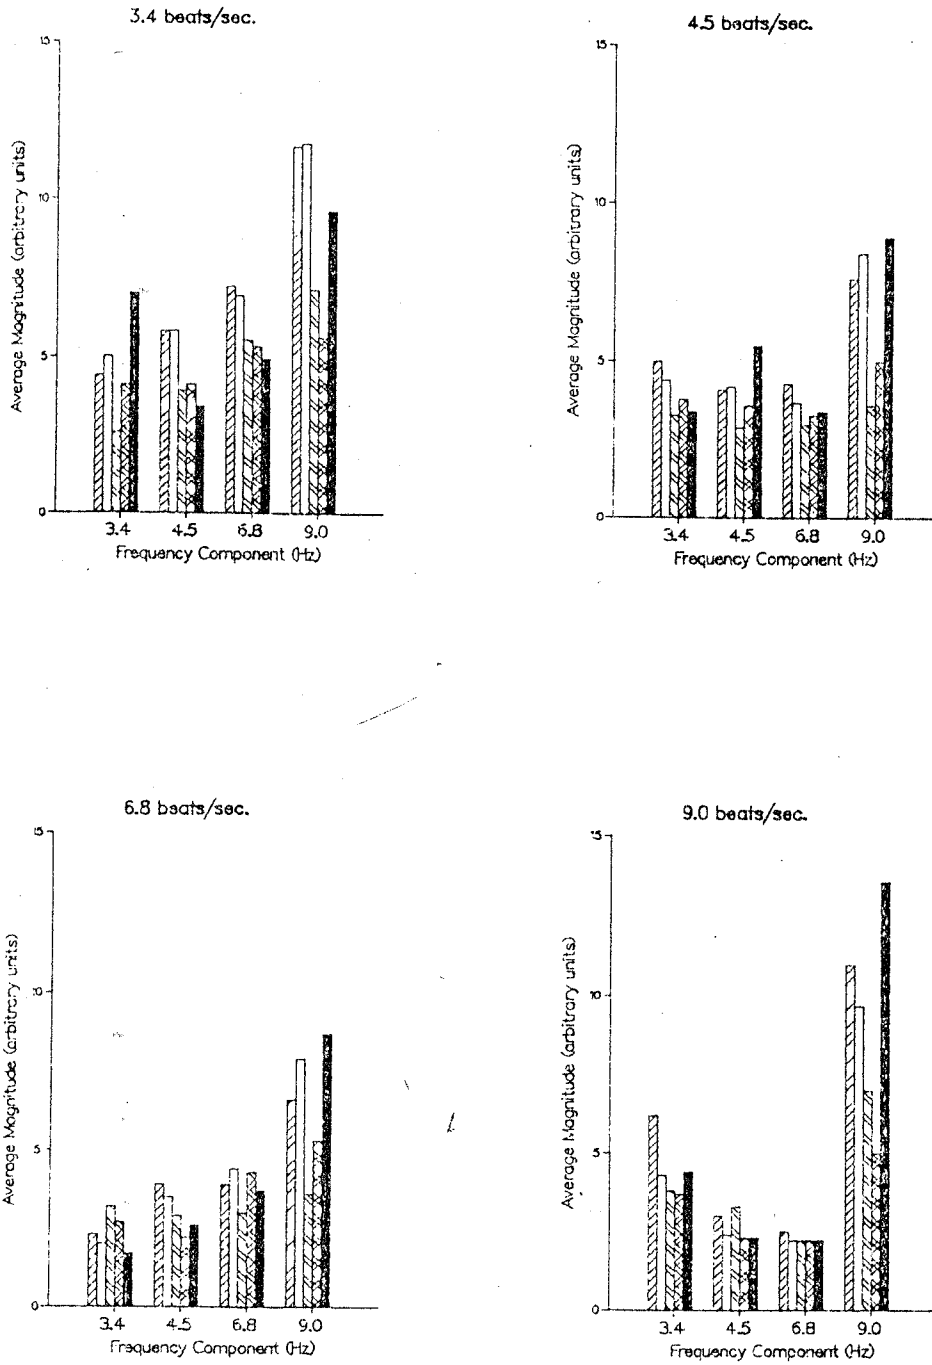 3.4 beats/sec.
15
10
5
0
Average Magnitude (arbitrary units)
3.4 4.5 6.8 9.0
Frequency Component (Hz)
4.5 beats/sec.
15
10
5
0
Average Magnitude (arbitrary units)
3.4 4.5 6.8 9.0
Frequency Component (Hz)
6.8 beats/sec.
15
10
5
0
Average Magnitude (arbitrary units)
3.4 4.5 6.8 9.0
Frequency Component (Hz)
9.0 beats/sec.
15
10
5
0
Average Magnitude (arbitrary units)
3.4 4.5 6.8 9.0
Frequency Component (Hz)